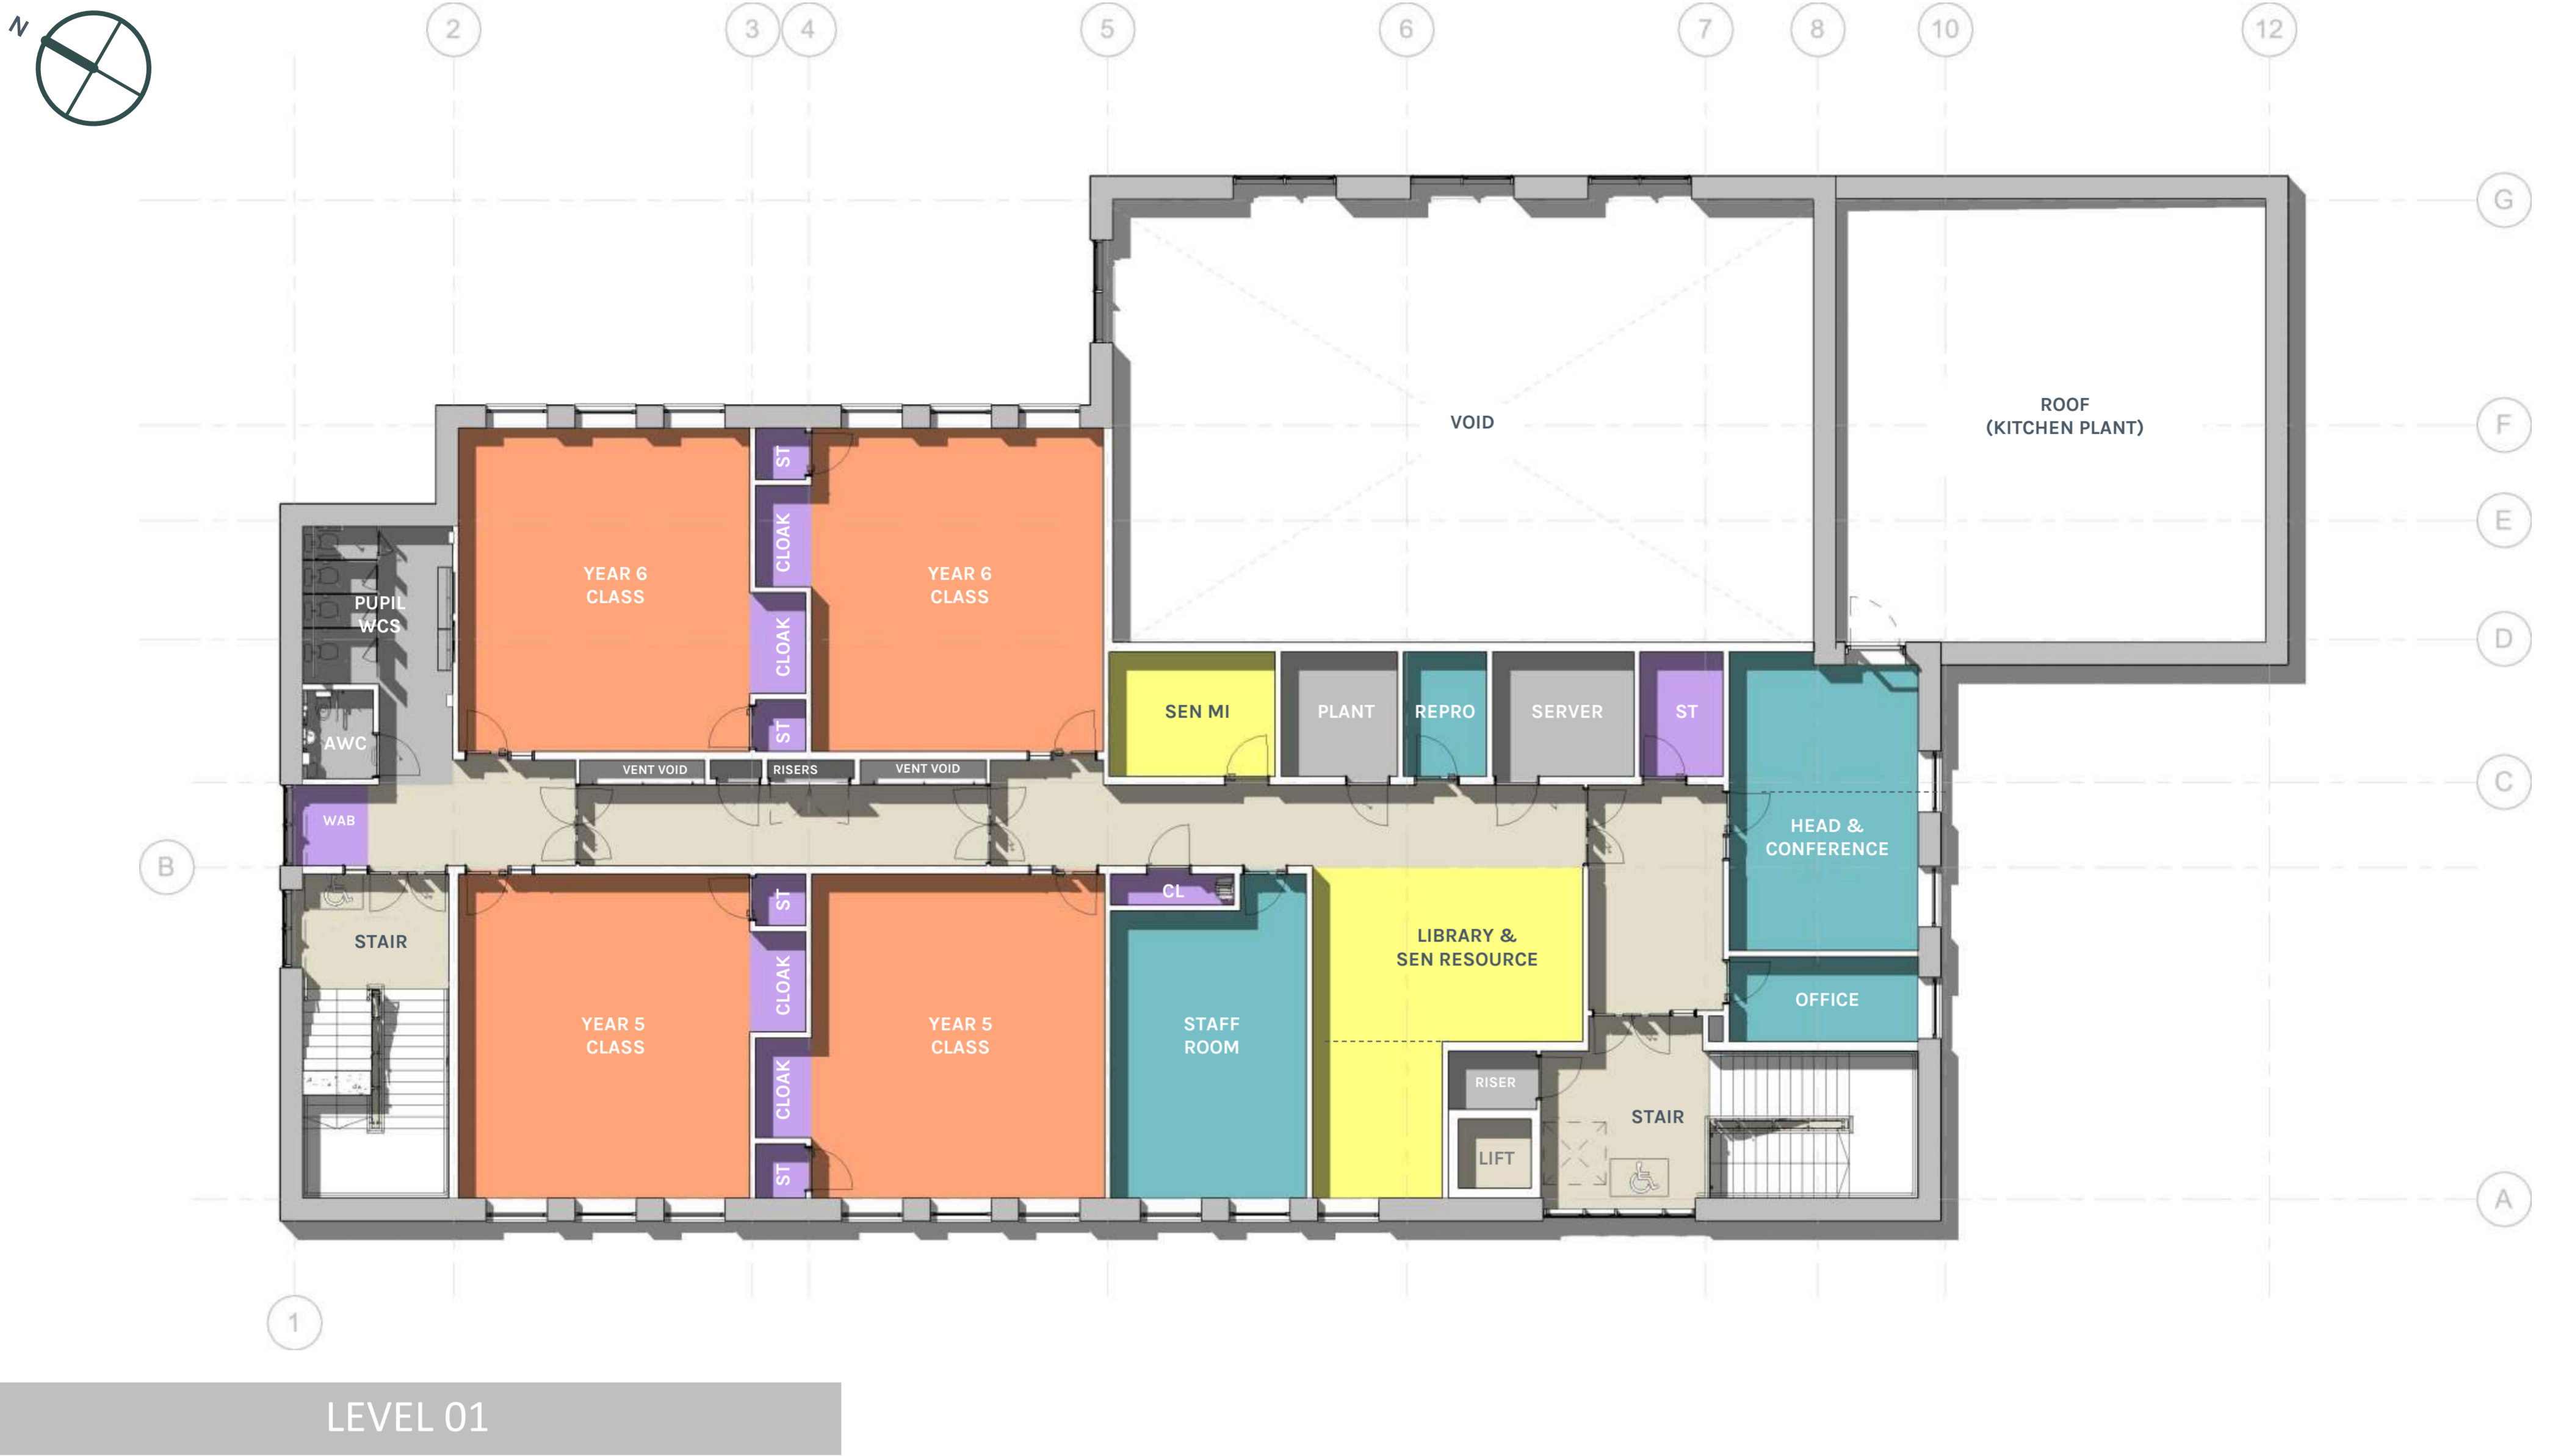 N
2
3
4
5
6
7
8
10
12
G
F
E
D
C
B
A
1
VOID
ROOF
(KITCHEN PLANT)
ST
CLOAK
YEAR 6
CLASS
YEAR 6
CLASS
PUPIL
WCS
CLOAK
ST
AWC
SEN MI
PLANT
REPRO
SERVER
ST
VENT VOID
RISERS
VENT VOID
WAB
HEAD &
CONFERENCE
ST
CL
STAIR
LIBRARY &
SEN RESOURCE
CLOAK
OFFICE
YEAR 5
CLASS
YEAR 5
CLASS
STAFF
ROOM
CLOAK
RISER
STAIR
LIFT
ST
LEVEL 01